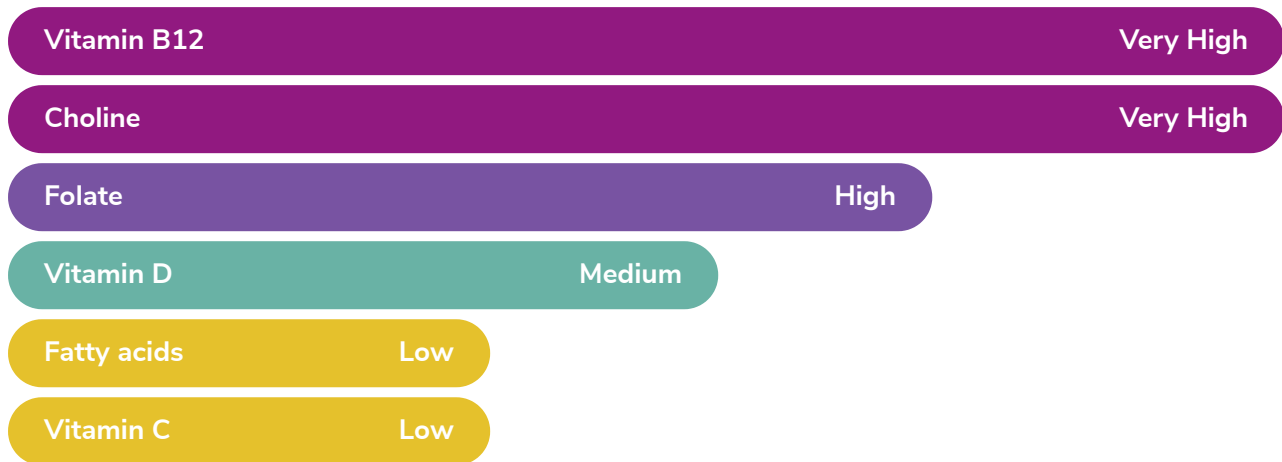 Vitamin B12 Very High
Choline Very High
Folate High
Vitamin D Medium
Fatty acids Low
Vitamin C Low